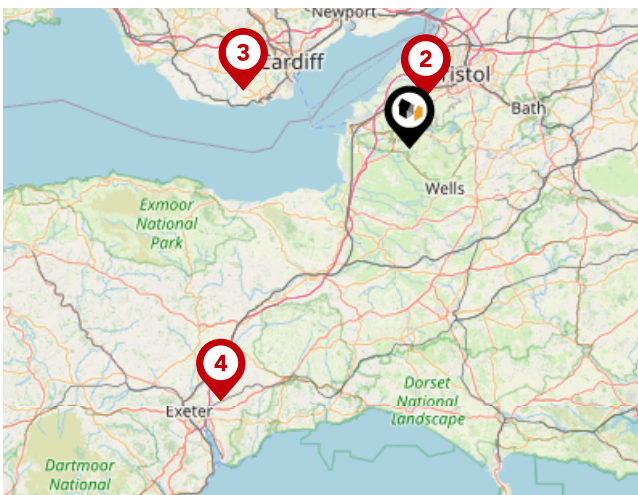 Newport
3
Cardiff
2
Bristol
Bath
Wells
Exmoor
National
Park
4
Exeter
Dorset
National
Landscape
Dartmoor
National